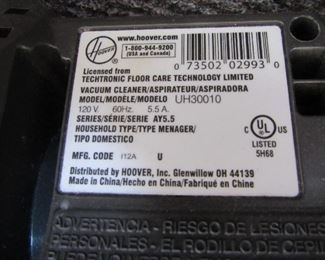 Hoover
www.hoover.com
1-800-944-9200
(USA and Canada)
0 73502 02993 0
Licensed from
TECHTRONIC FLOOR CARE TECHNOLOGY LIMITED
VACUUM CLEANER/ASPIRATEUR/ASPIRADORA
MODEL/MODÈLE/MODELO UH30010
120 V. 60Hz. 5.5 A.
SERIES/SÉRIE/SERIE AY5.5
HOUSEHOLD TYPE/TYPE MENAGER/
TIPO DOMESTICO
C UL US
LISTED
5H68
MFG. CODE I12A U
Distributed by HOOVER, Inc. Glenwillow OH 44139
Made in China/Hecho en China/Fabriqué en Chine
ADVERTENCIA - RIESGO DE LESIONES
PERSONALES - EL RODILLO DE CEPI